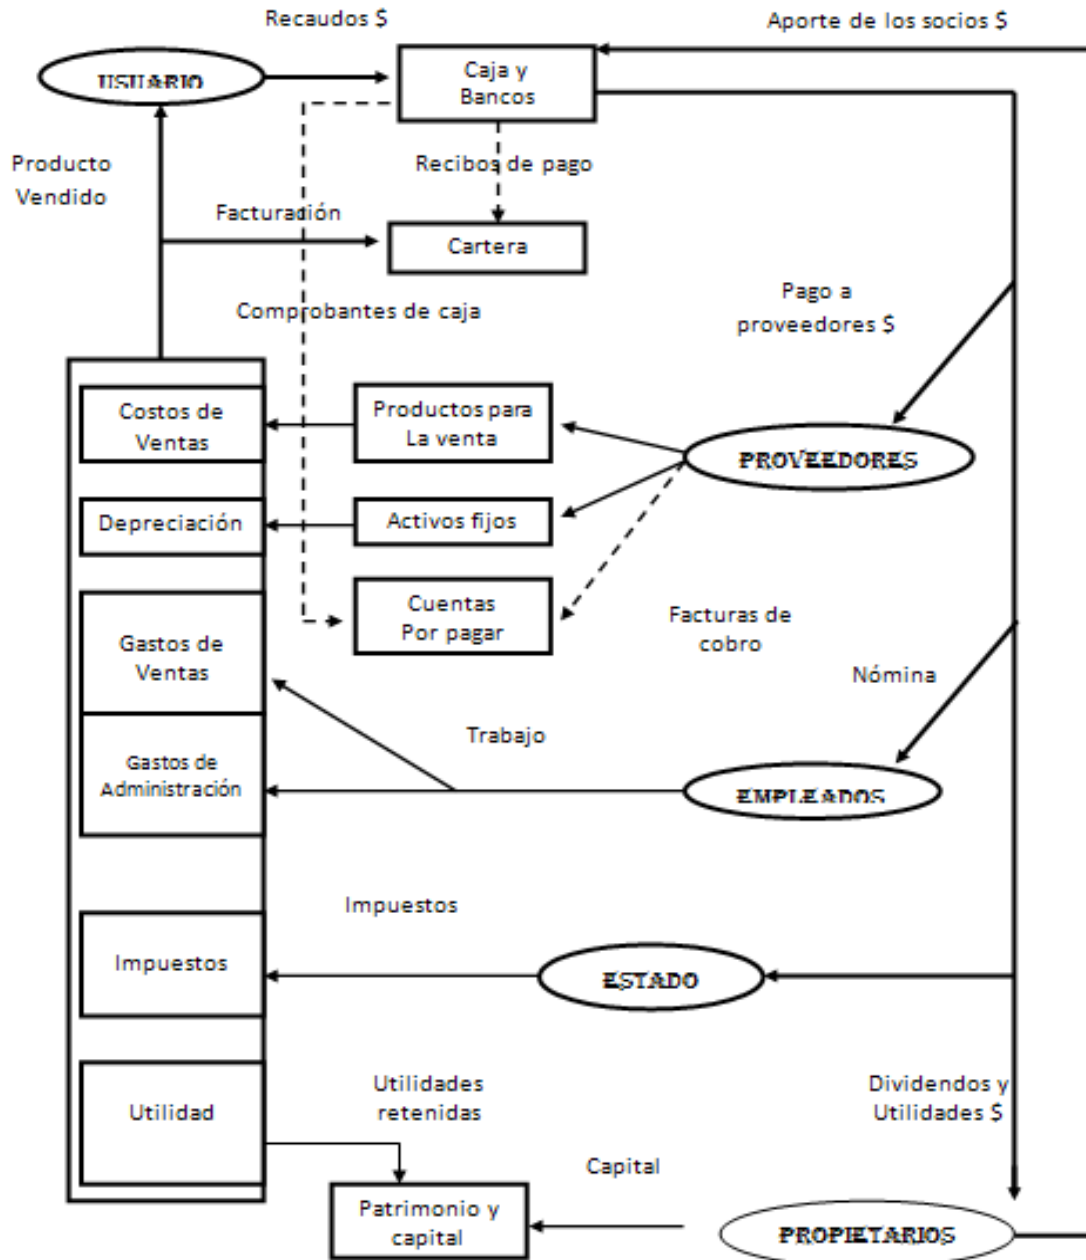 Recaudos $
Aporte de los socios $
USUARIO
Caja y
Bancos
Producto
Vendido
Recibos de pago
Facturación
Cartera
Comprobantes de caja
Pago a
proveedores $
Costos de
Ventas
Productos para
La venta
PROVEEDORES
Depreciación
Activos fijos
Cuentas
Por pagar
Facturas de
cobro
Gastos de
Ventas
Nómina
Trabajo
Gastos de
Administración
EMPLEADOS
Impuestos
Impuestos
ESTADO
Utilidades
retenidas
Dividendos y
Utilidades $
Utilidad
Capital
Patrimonio y
capital
PROPIETARIOS